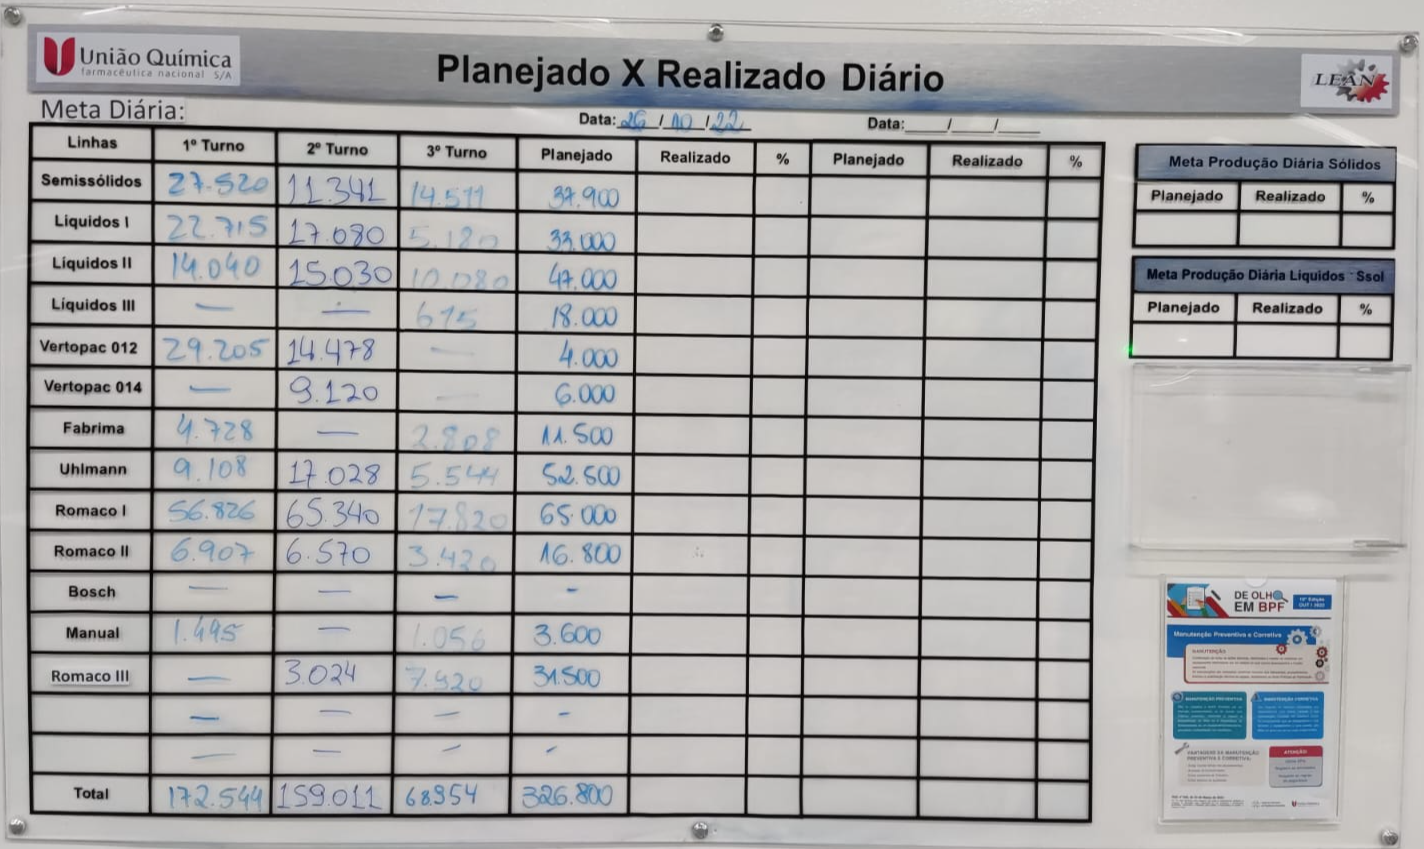 União Química
farmacêutica nacional S/A
Planejado X Realizado Diário
LEAN
Meta Diária:
Data: 26/10/22 Data:___/___/___
Linhas 1º Turno 2º Turno 3º Turno Planejado Realizado % Planejado Realizado %
Semissólidos 27.520 11.341 14.511 37.900
Líquidos I 22.715 17.080 5.180 33.000
Líquidos II 14.040 15.030 10.080 47.000
Líquidos III — — 615 18.000
Vertopac 012 29.205 14.478 — 4.000
Vertopac 014 — 9.120 — 6.000
Fabrima 4.728 — 2.808 11.500
Uhlmann 9.108 17.028 5.544 52.500
Romaco I 56.826 65.340 17.820 65.000
Romaco II 6.907 6.570 3.420 16.800
Bosch — — — -
Manual 1.495 — 1.056 3.600
Romaco III — 3.024 7.920 31.500
— — — -
— — — -
Total 172.544 159.011 68.954 326.800
Meta Produção Diária Sólidos
Planejado Realizado %
Meta Produção Diária Líquidos Ssol
Planejado Realizado %
DE OLHO
EM BPF
Manutenção Preventiva e Corretiva
MANUTENÇÃO
MANUTENÇÃO PREVENTIVA
MANUTENÇÃO CORRETIVA
PREVENTIVA E CORRETIVA:
ATENÇÃO